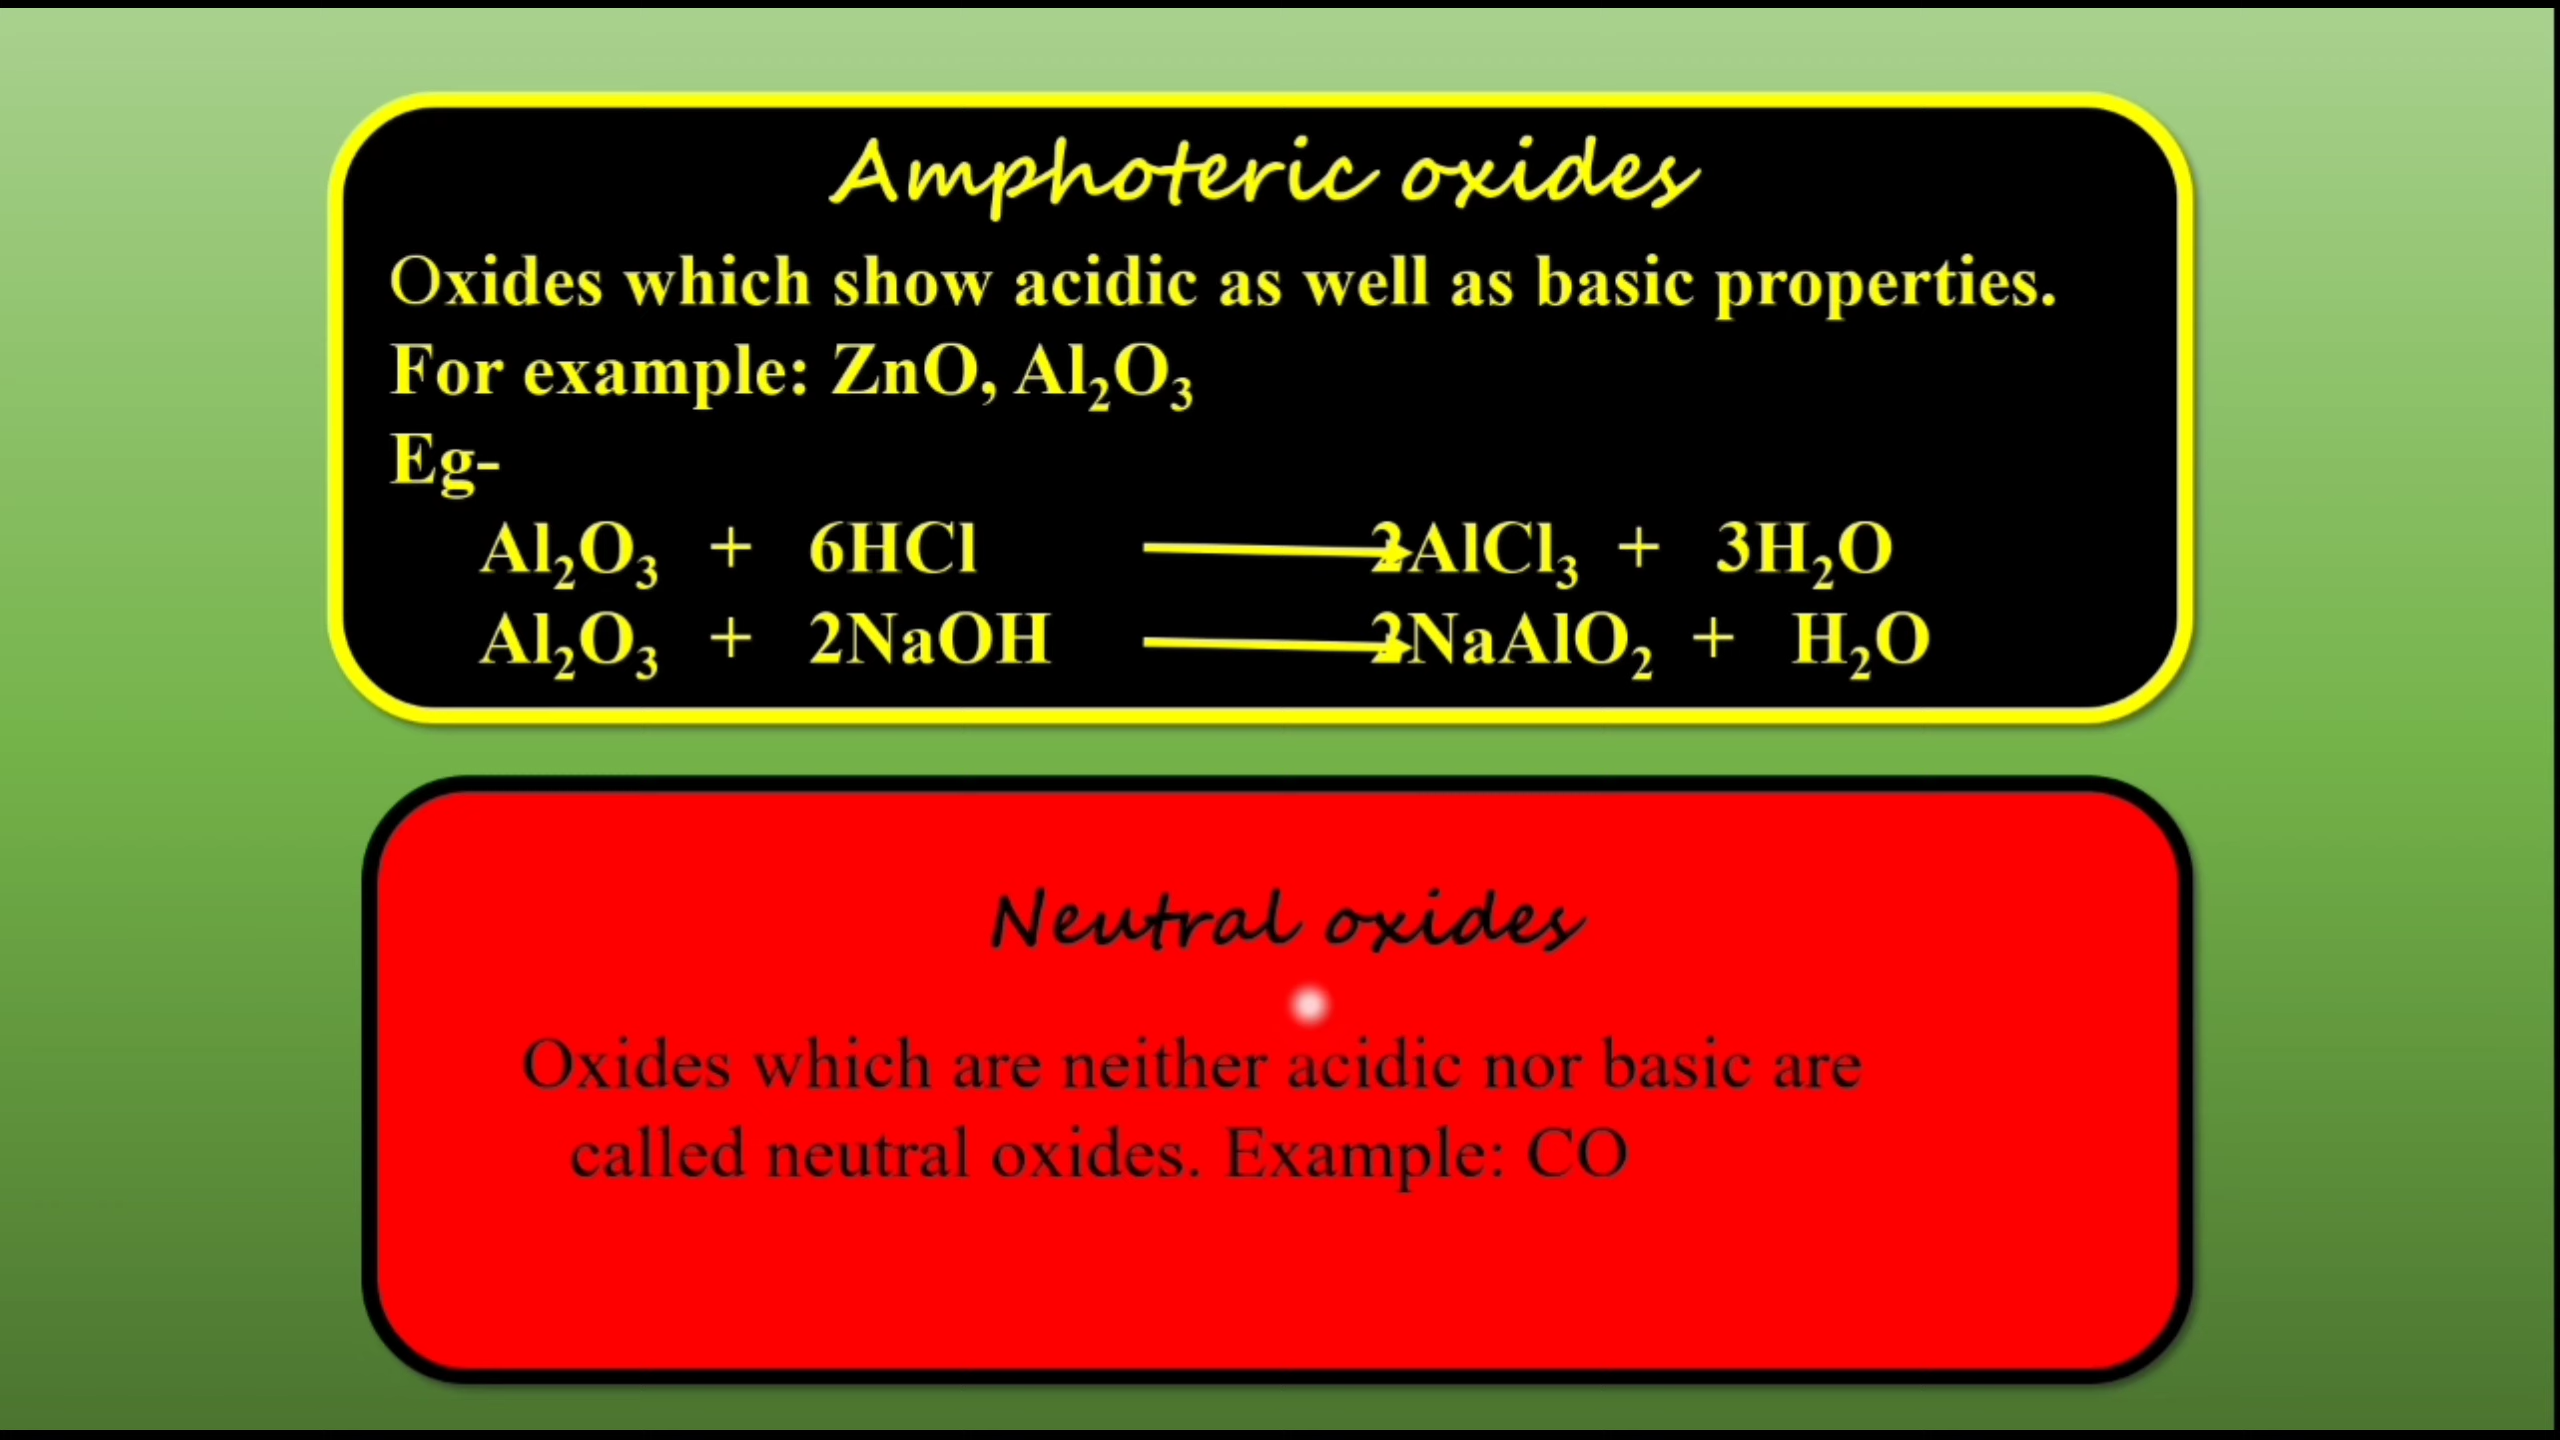 Amphoteric oxides
Oxides which show acidic as well as basic properties.
For example: ZnO, Al₂O₃
Eg-
Al₂O₃ + 6HCl ⟶ 2AlCl₃ + 3H₂O
Al₂O₃ + 2NaOH ⟶ 2NaAlO₂ + H₂O
Neutral oxides
Oxides which are neither acidic nor basic are
called neutral oxides. Example: CO